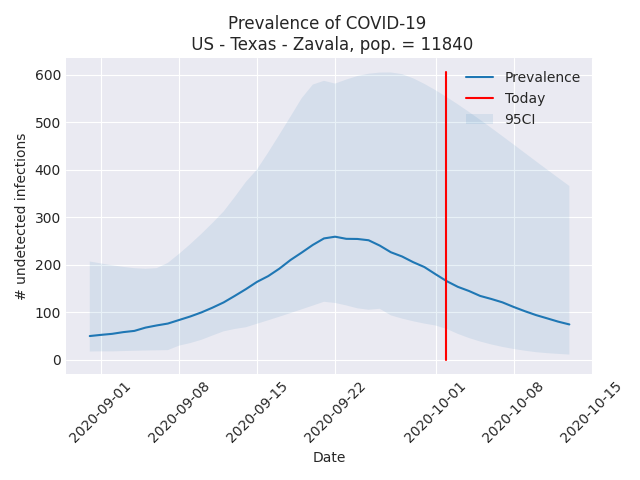 Prevalence of COVID-19
US - Texas - Zavala, pop. = 11840
600
500
400
300
200
100
0
# undetected infections
Prevalence
Today
95CI
2020-09-01
2020-09-08
2020-09-15
2020-09-22
2020-10-01
2020-10-08
2020-10-15
Date